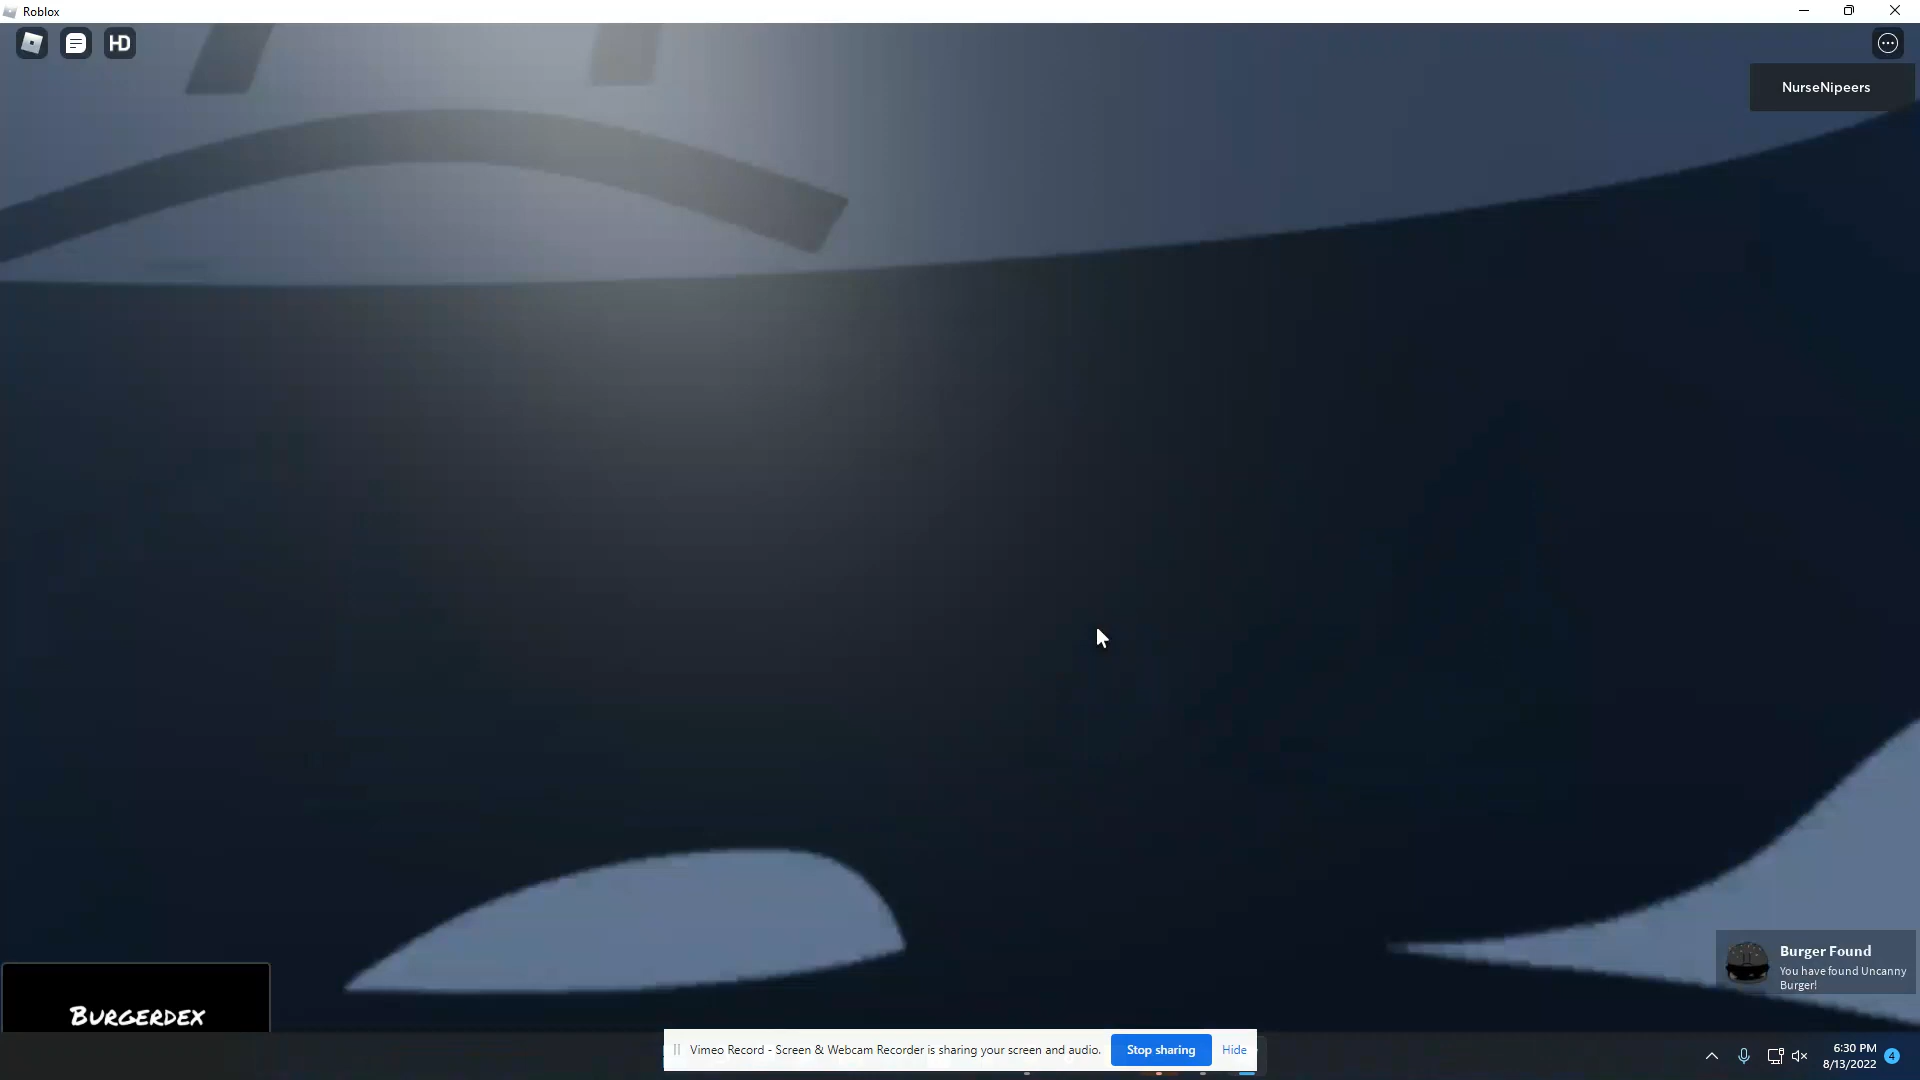 Roblox
HD
NurseNipeers
Burger Found
You have found Uncanny
Burger!
BURGERDEX
Vimeo Record - Screen & Webcam Recorder is sharing your screen and audio.
Stop sharing
Hide
6:30 PM
8/13/2022
4